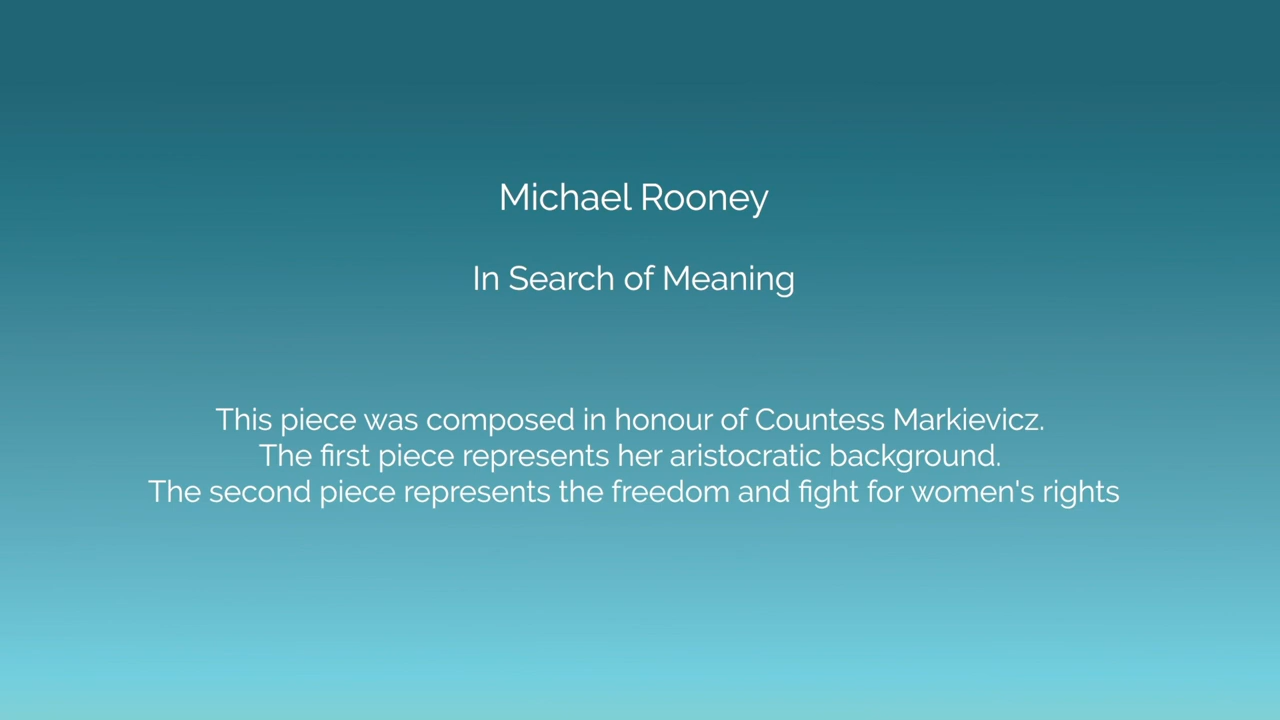 Michael Rooney
In Search of Meaning
This piece was composed in honour of Countess Markievicz.
The first piece represents her aristocratic background.
The second piece represents the freedom and fight for women's rights